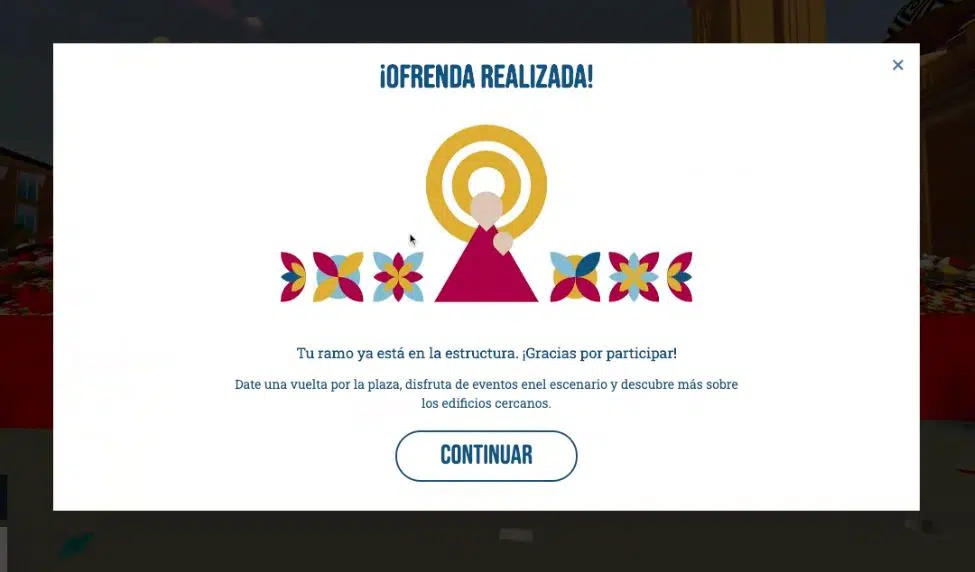 ¡OFRENDA REALIZADA!
Tu ramo ya está en la estructura. ¡Gracias por participar!
Date una vuelta por la plaza, disfruta de eventos enel escenario y descubre más sobre
los edificios cercanos.
CONTINUAR